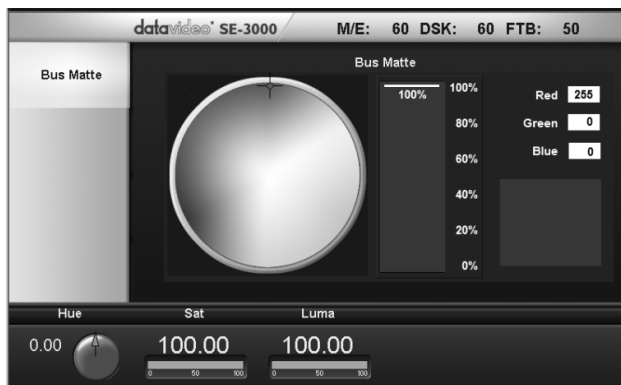 datavideo® SE-3000 M/E: 60 DSK: 60 FTB: 50
Bus Matte
Bus Matte
100%
100%
80%
60%
40%
20%
0%
Red 255
Green 0
Blue 0
Hue Sat Luma
0.00 100.00 100.00
0 50 100 0 50 100